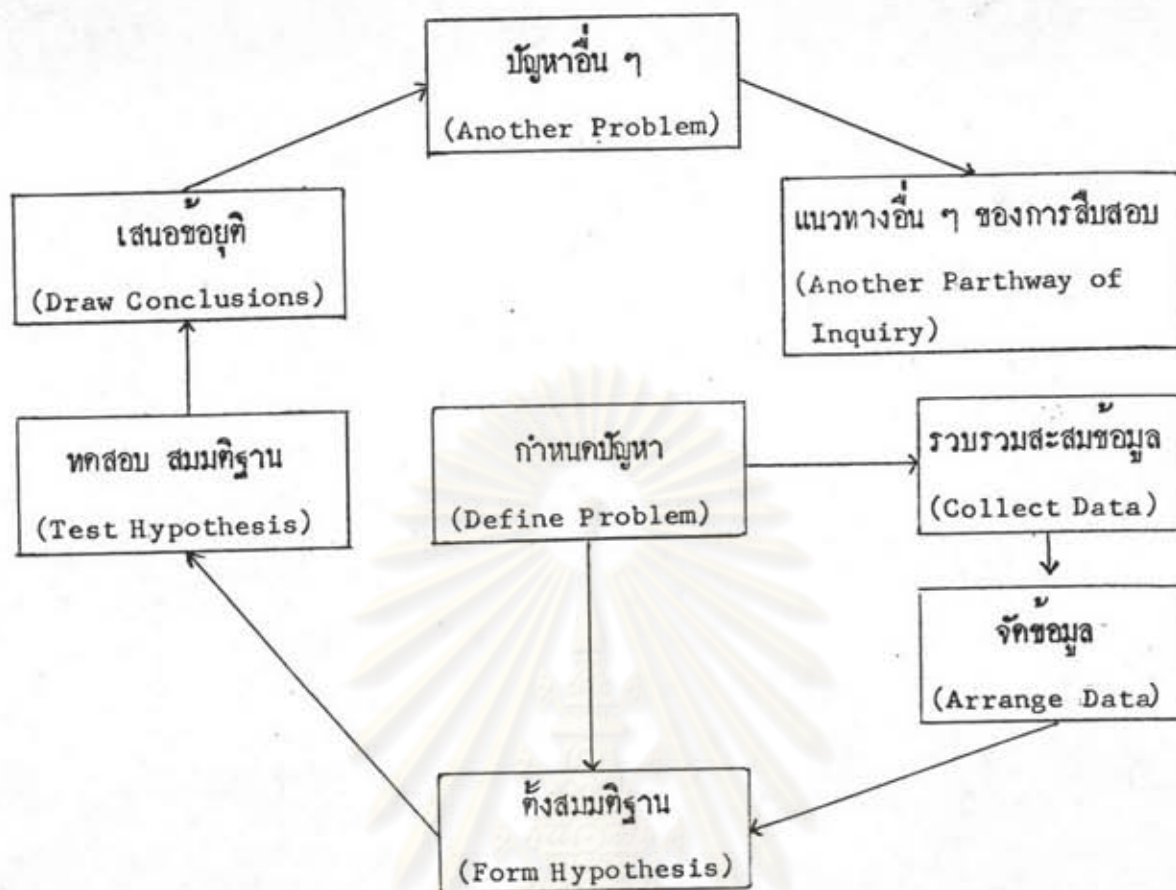 ปัญหาอื่น ๆ
(Another Problem)
เสนอข้อยุติ
(Draw Conclusions)
แนวทางอื่น ๆ ของการสืบสอบ
(Another Parthway of
Inquiry)
ทดสอบ สมมติฐาน
(Test Hypothesis)
กำหนดปัญหา
(Define Problem)
รวบรวมสะสมข้อมูล
(Collect Data)
จัดข้อมูล
(Arrange Data)
ตั้งสมมติฐาน
(Form Hypothesis)